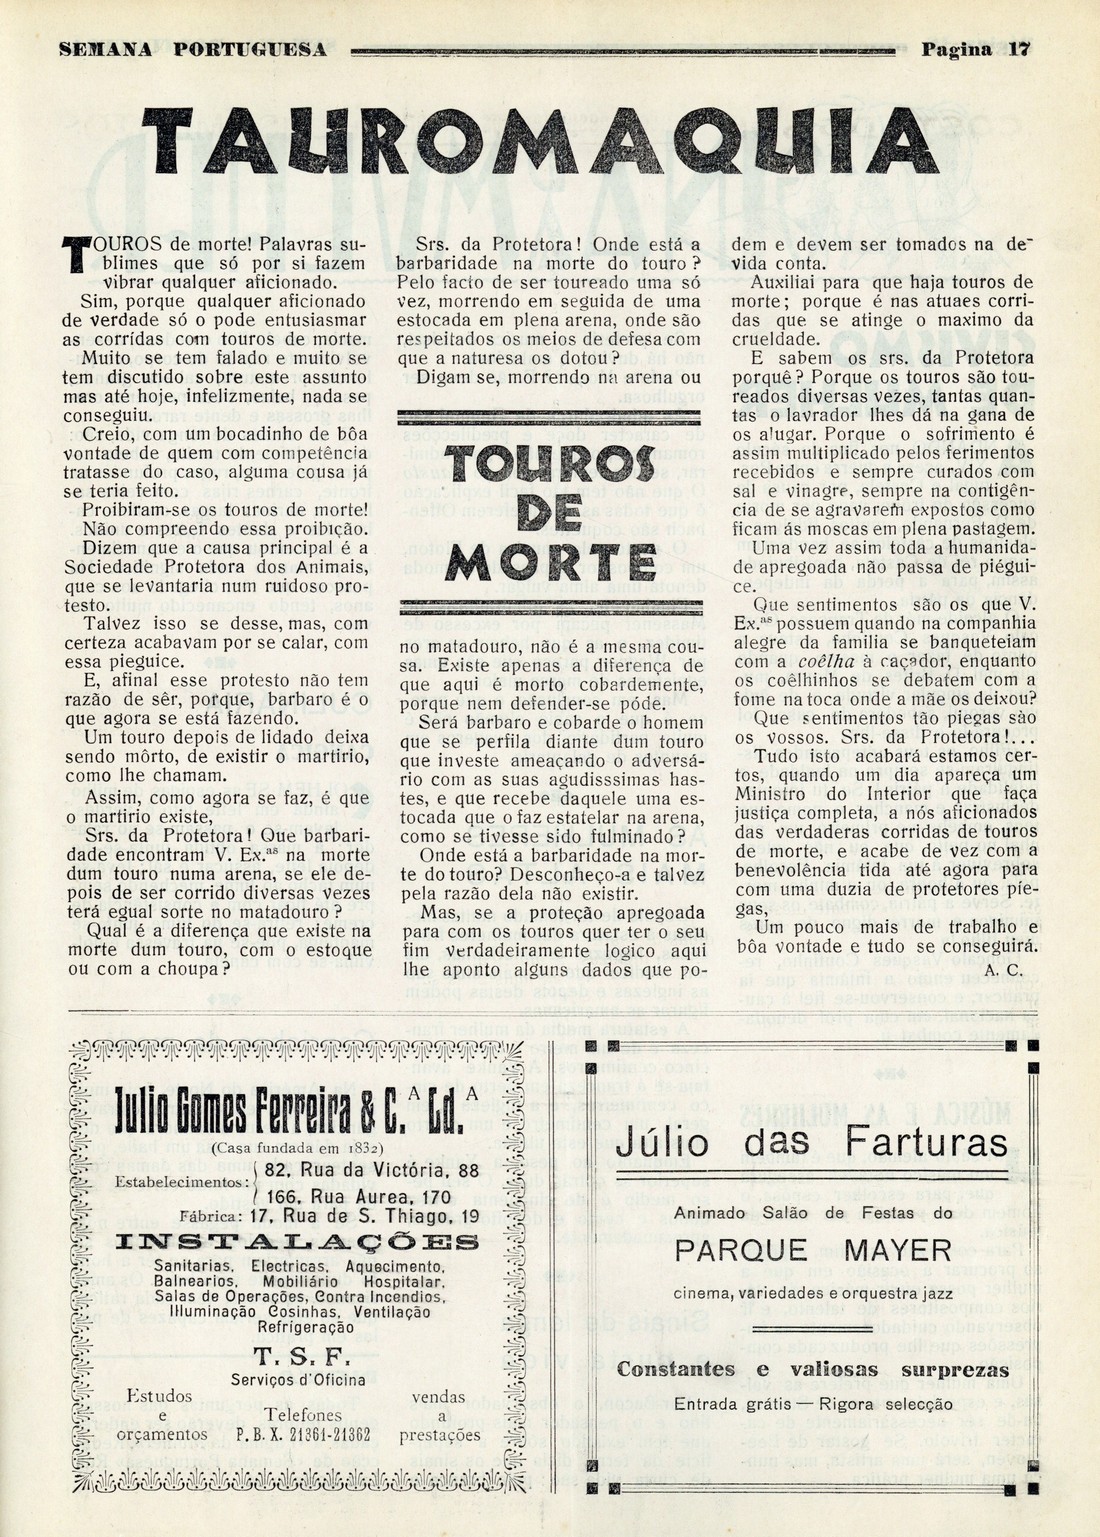 SEMANA PORTUGUESA
Pagina 17
TAUROMAQUIA
TOUROS de morte! Palavras su-
blimes que só por si fazem
vibrar qualquer aficionado.
Sim, porque qualquer aficionado
de verdade só o pode entusiasmar
as corridas com touros de morte.
Muito se tem falado e muito se
tem discutido sobre este assunto
mas até hoje, infelizmente, nada se
conseguiu.
Creio, com um bocadinho de bôa
vontade de quem com competência
tratasse do caso, alguma cousa já
se teria feito.
Proibiram-se os touros de morte!
Não compreendo essa proibição.
Dizem que a causa principal é a
Sociedade Protetora dos Animais,
que se levantaria num ruidoso pro-
testo.
Talvez isso se desse, mas, com
certeza acabavam por se calar, com
essa pieguice.
E, afinal esse protesto não tem
razão de sêr, porque, barbaro é o
que agora se está fazendo.
Um touro depois de lidado deixa
sendo môrto, de existir o martirio,
como lhe chamam.
Assim, como agora se faz, é que
o martirio existe,
Srs. da Protetora! Que barbari-
dade encontram V. Ex.as na morte
dum touro numa arena, se ele de-
pois de ser corrido diversas vezes
terá egual sorte no matadouro?
Qual é a diferença que existe na
morte dum touro, com o estoque
ou com a choupa?
Srs. da Protetora! Onde está a
barbaridade na morte do touro?
Pelo facto de ser toureado uma só
vez, morrendo em seguida de uma
estocada em plena arena, onde são
respeitados os meios de defesa com
que a naturesa os dotou?
Digam se, morrendo na arena ou
TOUROS
DE
MORTE
no matadouro, não é a mesma cou-
sa. Existe apenas a diferença de
que aqui é morto cobardemente,
porque nem defender-se póde.
Será barbaro e cobarde o homem
que se perfila diante dum touro
que investe ameaçando o adversá-
rio com as suas agudisssimas has-
tes, e que recebe daquele uma es-
tocada que o faz estatelar na arena,
como se tivesse sido fulminado?
Onde está a barbaridade na mor-
te do touro? Desconheço-a e talvez
pela razão dela não existir.
Mas, se a proteção apregoada
para com os touros quer ter o seu
fim verdadeiramente logico aqui
lhe aponto alguns dados que po-
dem e devem ser tomados na de-
vida conta.
Auxiliai para que haja touros de
morte; porque é nas atuaes corri-
das que se atinge o maximo da
crueldade.
E sabem os srs. da Protetora
porquê? Porque os touros são tou-
reados diversas vezes, tantas quan-
tas o lavrador lhes dá na gana de
os alugar. Porque o sofrimento é
assim multiplicado pelos ferimentos
recebidos e sempre curados com
sal e vinagre, sempre na contigên-
cia de se agravarem expostos como
ficam ás moscas em plena pastagem.
Uma vez assim toda a humanida-
de apregoada não passa de piégui-
ce.
Que sentimentos são os que V.
Ex.as possuem quando na companhia
alegre da familia se banqueteiam
com a coêlha à caçador, enquanto
os coêlhinhos se debatem com a
fome na toca onde a mãe os deixou?
Que sentimentos tão piegas são
os vossos. Srs. da Protetora!...
Tudo isto acabará estamos cer-
tos, quando um dia apareça um
Ministro do Interior que faça
justiça completa, a nós aficionados
das verdaderas corridas de touros
de morte, e acabe de vez com a
benevolência tida até agora para
com uma duzia de protetores píe-
gas,
Um pouco mais de trabalho e
bôa vontade e tudo se conseguirá.
A. C.
Julio Gomes Ferreira & C.A Ld.A
(Casa fundada em 1832)
Estabelecimentos: 82, Rua da Victória, 88
166, Rua Aurea, 170
Fábrica: 17, Rua de S. Thiago, 19
INSTALAÇÕES
Sanitarias, Electricas, Aquecimento,
Balnearios, Mobiliário Hospitalar,
Salas de Operações, Contra Incendios,
Illuminação Cosinhas, Ventilação
Refrigeração
T. S. F.
Serviços d'Oficina
Estudos
e
orçamentos
Telefones
P. B. X. 21361-21362
vendas
a
prestações
Júlio das Farturas
Animado Salão de Festas do
PARQUE MAYER
cinema, variedades e orquestra jazz
Constantes e valiosas surprezas
Entrada grátis — Rigora selecção